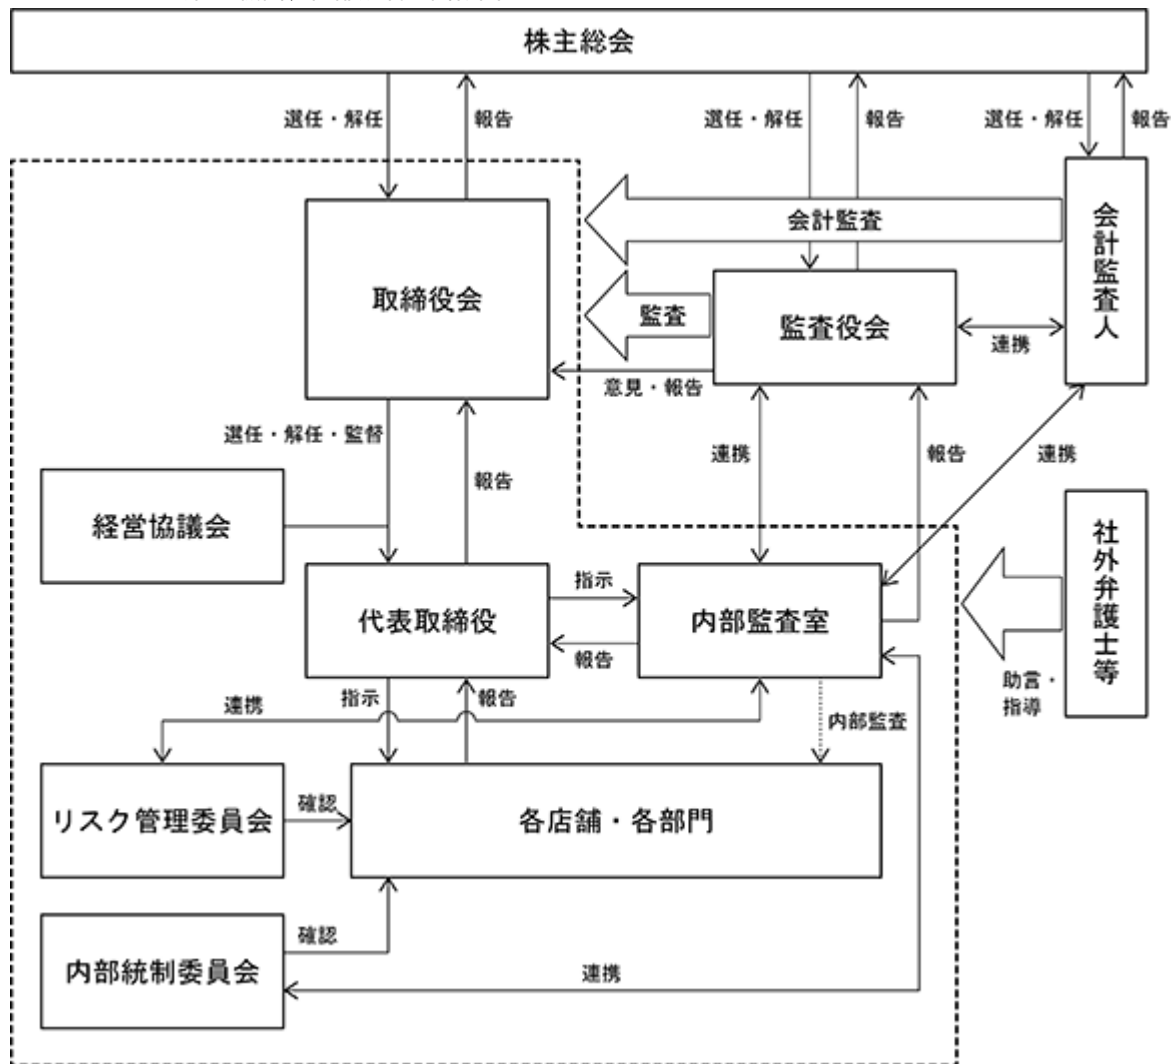 株主総会
選任・解任
報告
選任・解任
報告
選任・解任
報告
会計監査人
会計監査
取締役会
監査
監査役会
連携
意見・報告
選任・解任・監督
報告
連携
報告
連携
経営協議会
社外弁護士等
代表取締役
指示
報告
内部監査室
助言・
指導
指示
報告
連携
内部監査
リスク管理委員会
確認
各店舗・各部門
内部統制委員会
確認
連携